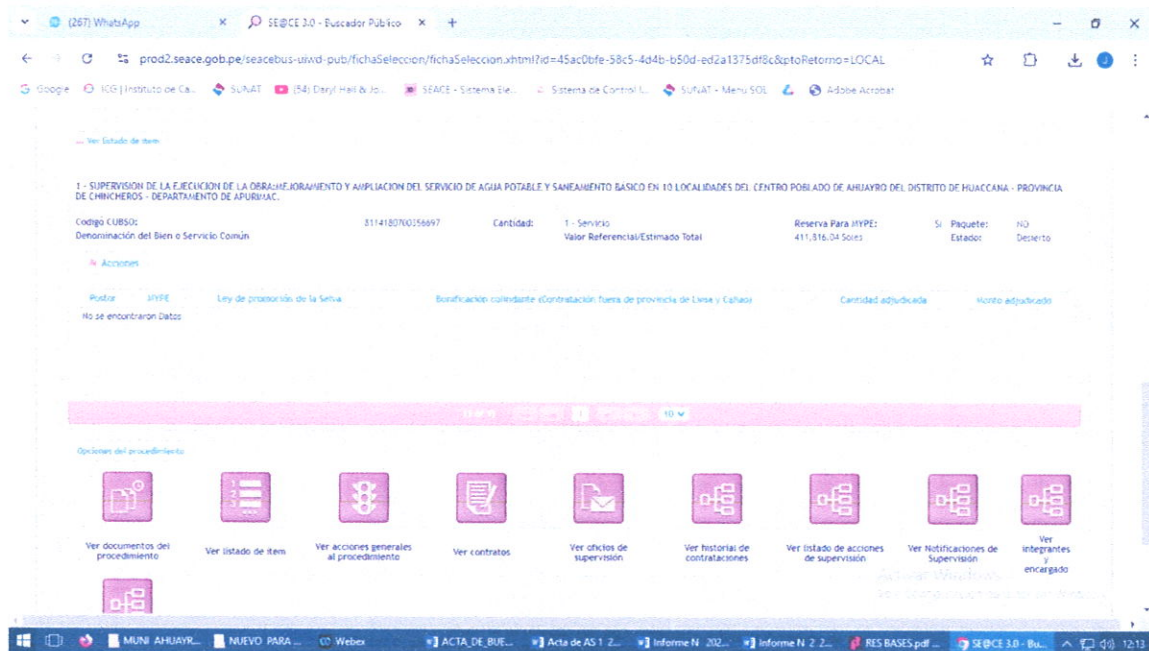 (267) WhatsApp
SE@CE 3.0 - Buscador Público
prod2.seace.gob.pe/seacebus-uiwd-pub/fichaSeleccion/fichaSeleccion.xhtml?id=45ac0bfe-58c5-4d4b-b50d-ed2a1375df8c&ptoRetorno=LOCAL
Google ICG | Instituto de Ca... SUNAT (54) Daryl Hall & Jo... SEACE - Sistema Ele... Sistema de Control L... SUNAT - Menú SOL Adobe Acrobat
Ver listado de item
1 - SUPERVISION DE LA EJECUCION DE LA OBRA:MEJORAMIENTO Y AMPLIACION DEL SERVICIO DE AGUA POTABLE Y SANEAMIENTO BASICO EN 10 LOCALIDADES DEL CENTRO POBLADO DE AHUAYRO DEL DISTRITO DE HUACCANA - PROVINCIA
DE CHINCHEROS - DEPARTAMENTO DE APURIMAC.
Codigo CUBSO: 8114180700356697 Cantidad: 1 - Servicio Reserva Para MYPE: Si Paquete: NO
Denominación del Bien o Servicio Común Valor Referencial/Estimado Total 411,816.04 Soles Estado: Desierto
Acciones
Postor MYPE Ley de promoción de la Selva Bonificación colindante (Contratación fuera de provincia de Lima y Callao) Cantidad adjudicada Monto adjudicado
No se encontraron Datos
1 10
Opciones del procedimiento
Ver documentos del procedimiento
Ver listado de item
Ver acciones generales al procedimiento
Ver contratos
Ver oficios de supervisión
Ver historial de contrataciones
Ver listado de acciones de supervisión
Ver Notificaciones de Supervisión
Ver integrantes y encargado
Activar Windows
MUNI AHUAYR... NUEVO PARA ... Webex ACTA_DE_BUE... Acta de AS 1 2... Informe N 202... Informe N 2 2... RES BASES.pdf ... SE@CE 3.0 - Bu... 12:13